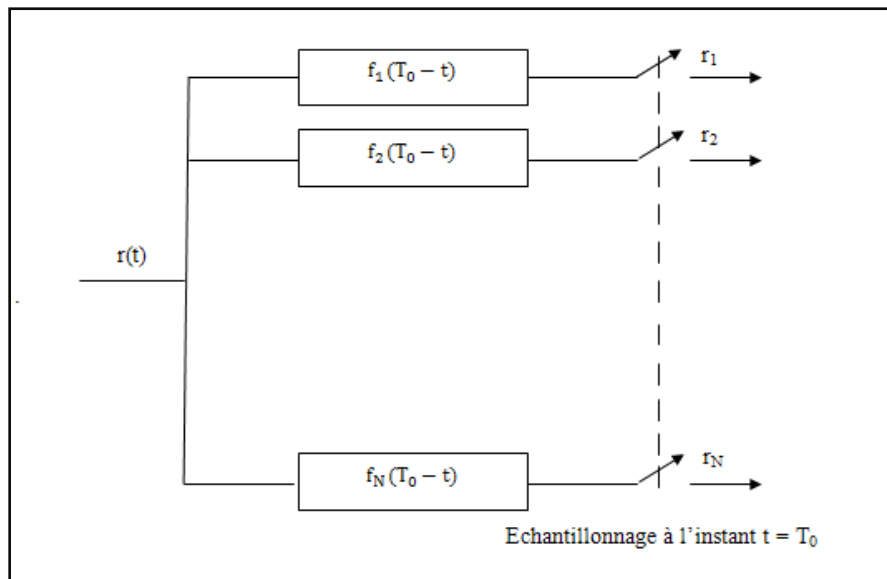 f₁(T₀ − t)
r₁
f₂(T₀ − t)
r₂
r(t)
f_N(T₀ − t)
r_N
Echantillonnage à l’instant t = T₀